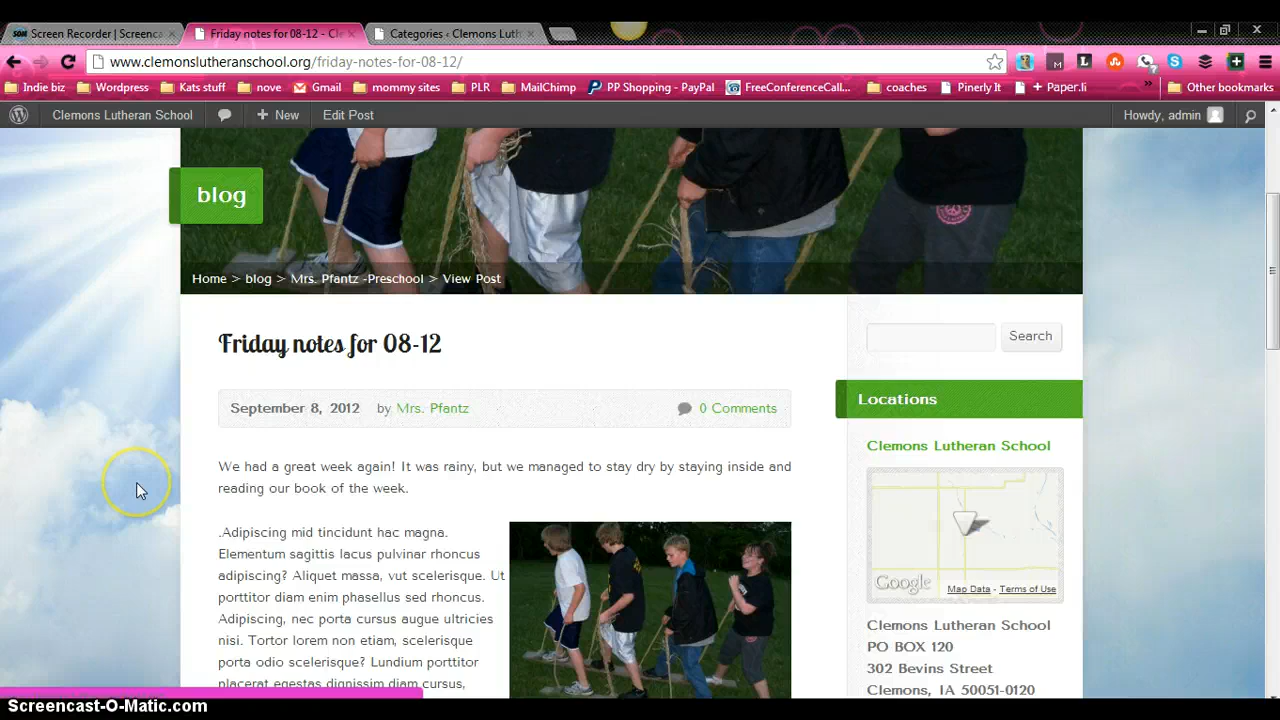 Screen Recorder | Screenca
Friday notes for 08-12 - Cle
Categories ‹ Clemons Luth
www.clemonslutheranschool.org/friday-notes-for-08-12/
Indie biz Wordpress Kats stuff nove Gmail mommy sites PLR MailChimp PP Shopping - PayPal FreeConferenceCall... coaches Pinerly It + Paper.li » Other bookmarks
Clemons Lutheran School + New Edit Post Howdy, admin
blog
Home > blog > Mrs. Pfantz -Preschool > View Post
Friday notes for 08-12
Search
September 8, 2012 by Mrs. Pfantz 0 Comments
Locations
Clemons Lutheran School
We had a great week again! It was rainy, but we managed to stay dry by staying inside and
reading our book of the week.
.Adipiscing mid tincidunt hac magna.
Elementum sagittis lacus pulvinar rhoncus
adipiscing? Aliquet massa, vut scelerisque. Ut
porttitor diam enim phasellus sed rhoncus.
Adipiscing, nec porta cursus augue ultricies
nisi. Tortor lorem non etiam, scelerisque
porta odio scelerisque? Lundium porttitor
placerat egestas dignissim diam cursus,
Google
Map Data - Terms of Use
Clemons Lutheran School
PO BOX 120
302 Bevins Street
Clemons, IA 50051-0120
Screencast-O-Matic.com